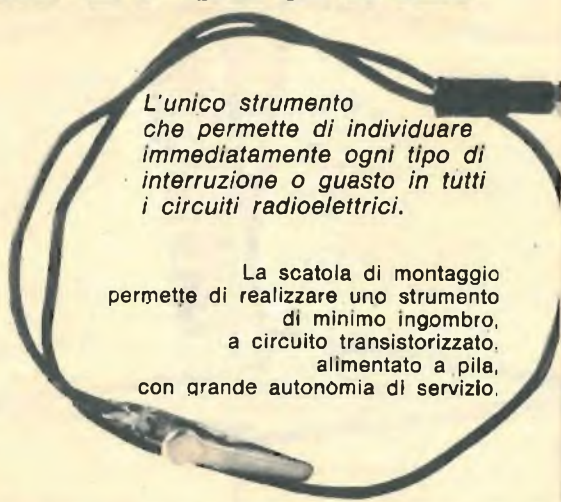 L'unico strumento
che permette di individuare
immediatamente ogni tipo di
interruzione o guasto in tutti
i circuiti radioelettrici.
La scatola di montaggio
permette di realizzare uno strumento
di minimo ingombro,
a circuito transistorizzato,
alimentato a pila,
con grande autonomia di servizio.